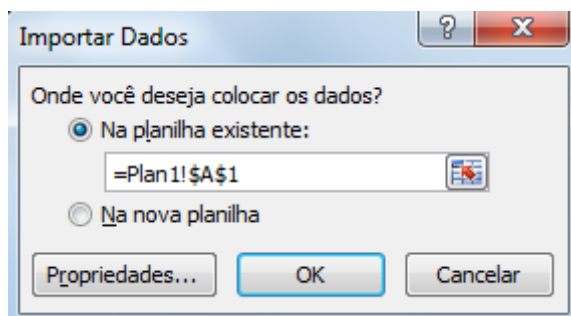 Importar Dados
Onde você deseja colocar os dados?
Na planilha existente:
=Plan1!$A$1
Na nova planilha
Propriedades... OK Cancelar